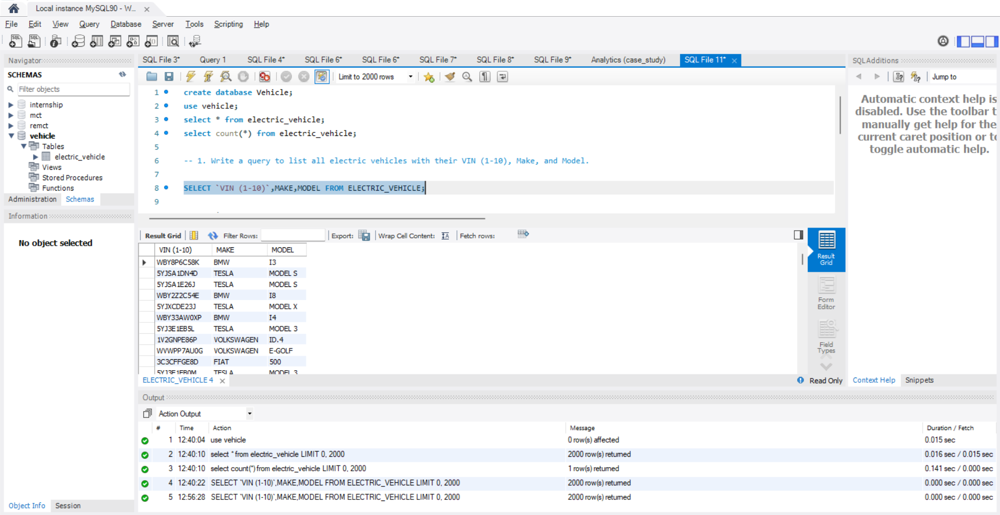 Local instance MySQL90 - W...
File Edit View Query Database Server Tools Scripting Help
Navigator
SCHEMAS
Filter objects
internship
mct
remct
vehicle
Tables
electric_vehicle
Views
Stored Procedures
Functions
Administration Schemas
Information
No object selected
Object Info Session
SQL File 3* Query 1 SQL File 4* SQL File 6* SQL File 6* SQL File 7* SQL File 8* SQL File 9* Analytics (case_study) SQL File 11*
Limit to 2000 rows
1 create database Vehicle;
2 use vehicle;
3 select * from electric_vehicle;
4 select count(*) from electric_vehicle;
5
6 -- 1. Write a query to list all electric vehicles with their VIN (1-10), Make, and Model.
7
8 SELECT `VIN (1-10)`,MAKE,MODEL FROM ELECTRIC_VEHICLE;
9
Result Grid Filter Rows: Export: Wrap Cell Content: Fetch rows:
VIN (1-10) MAKE MODEL
WBY8P6C58K BMW I3
5YJSA1DN4D TESLA MODEL S
5YJSA1E26J TESLA MODEL S
WBY2Z2C54E BMW I8
5YJXCDE23J TESLA MODEL X
WBY33AW0XP BMW I4
5YJ3E1EB5L TESLA MODEL 3
1V2GNPE86P VOLKSWAGEN ID.4
WVWPP7AU0G VOLKSWAGEN E-GOLF
3C3CFFGE8D FIAT 500
5YJ3E1EB0M TESLA MODEL 3
Result
Grid
Form
Editor
Field
Types
ELECTRIC_VEHICLE 4
Read Only
SQLAdditions
Jump to
Automatic context help is
disabled. Use the toolbar t
manually get help for the
current caret position or to
toggle automatic help.
Context Help Snippets
Output
Action Output
# Time Action Message Duration / Fetch
1 12:40:04 use vehicle 0 row(s) affected 0.015 sec
2 12:40:10 select * from electric_vehicle LIMIT 0, 2000 2000 row(s) returned 0.016 sec / 0.015 sec
3 12:40:10 select count(*) from electric_vehicle LIMIT 0, 2000 1 row(s) returned 0.141 sec / 0.000 sec
4 12:40:22 SELECT `VIN (1-10)`,MAKE,MODEL FROM ELECTRIC_VEHICLE LIMIT 0, 2000 2000 row(s) returned 0.000 sec / 0.000 sec
5 12:56:28 SELECT `VIN (1-10)`,MAKE,MODEL FROM ELECTRIC_VEHICLE LIMIT 0, 2000 2000 row(s) returned 0.000 sec / 0.000 sec